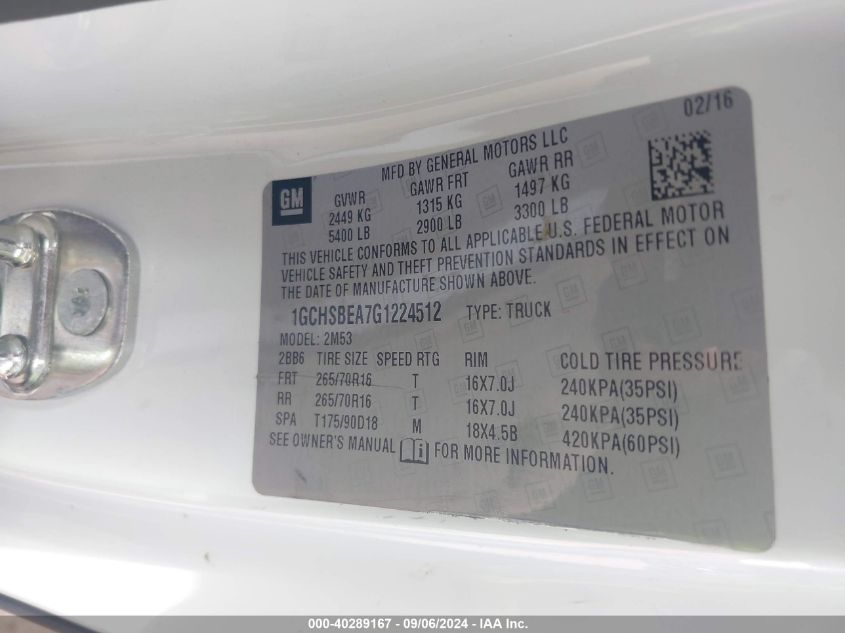 02/16
GM
MFD BY GENERAL MOTORS LLC
GVWR GAWR FRT GAWR RR
2449 KG 1315 KG 1497 KG
5400 LB 2900 LB 3300 LB
THIS VEHICLE CONFORMS TO ALL APPLICABLE U.S. FEDERAL MOTOR
VEHICLE SAFETY AND THEFT PREVENTION STANDARDS IN EFFECT ON
THE DATE OF MANUFACTURE SHOWN ABOVE.
1GCHSBEA7G1224512 TYPE: TRUCK
MODEL: 2M53
2BB6 TIRE SIZE SPEED RTG RIM COLD TIRE PRESSURE
FRT 265/70R16 T 16X7.0J 240KPA(35PSI)
RR 265/70R16 T 16X7.0J 240KPA(35PSI)
SPA T175/90D18 M 18X4.5B 420KPA(60PSI)
SEE OWNER'S MANUAL FOR MORE INFORMATION.
000-40289167 - 09/06/2024 - IAA Inc.